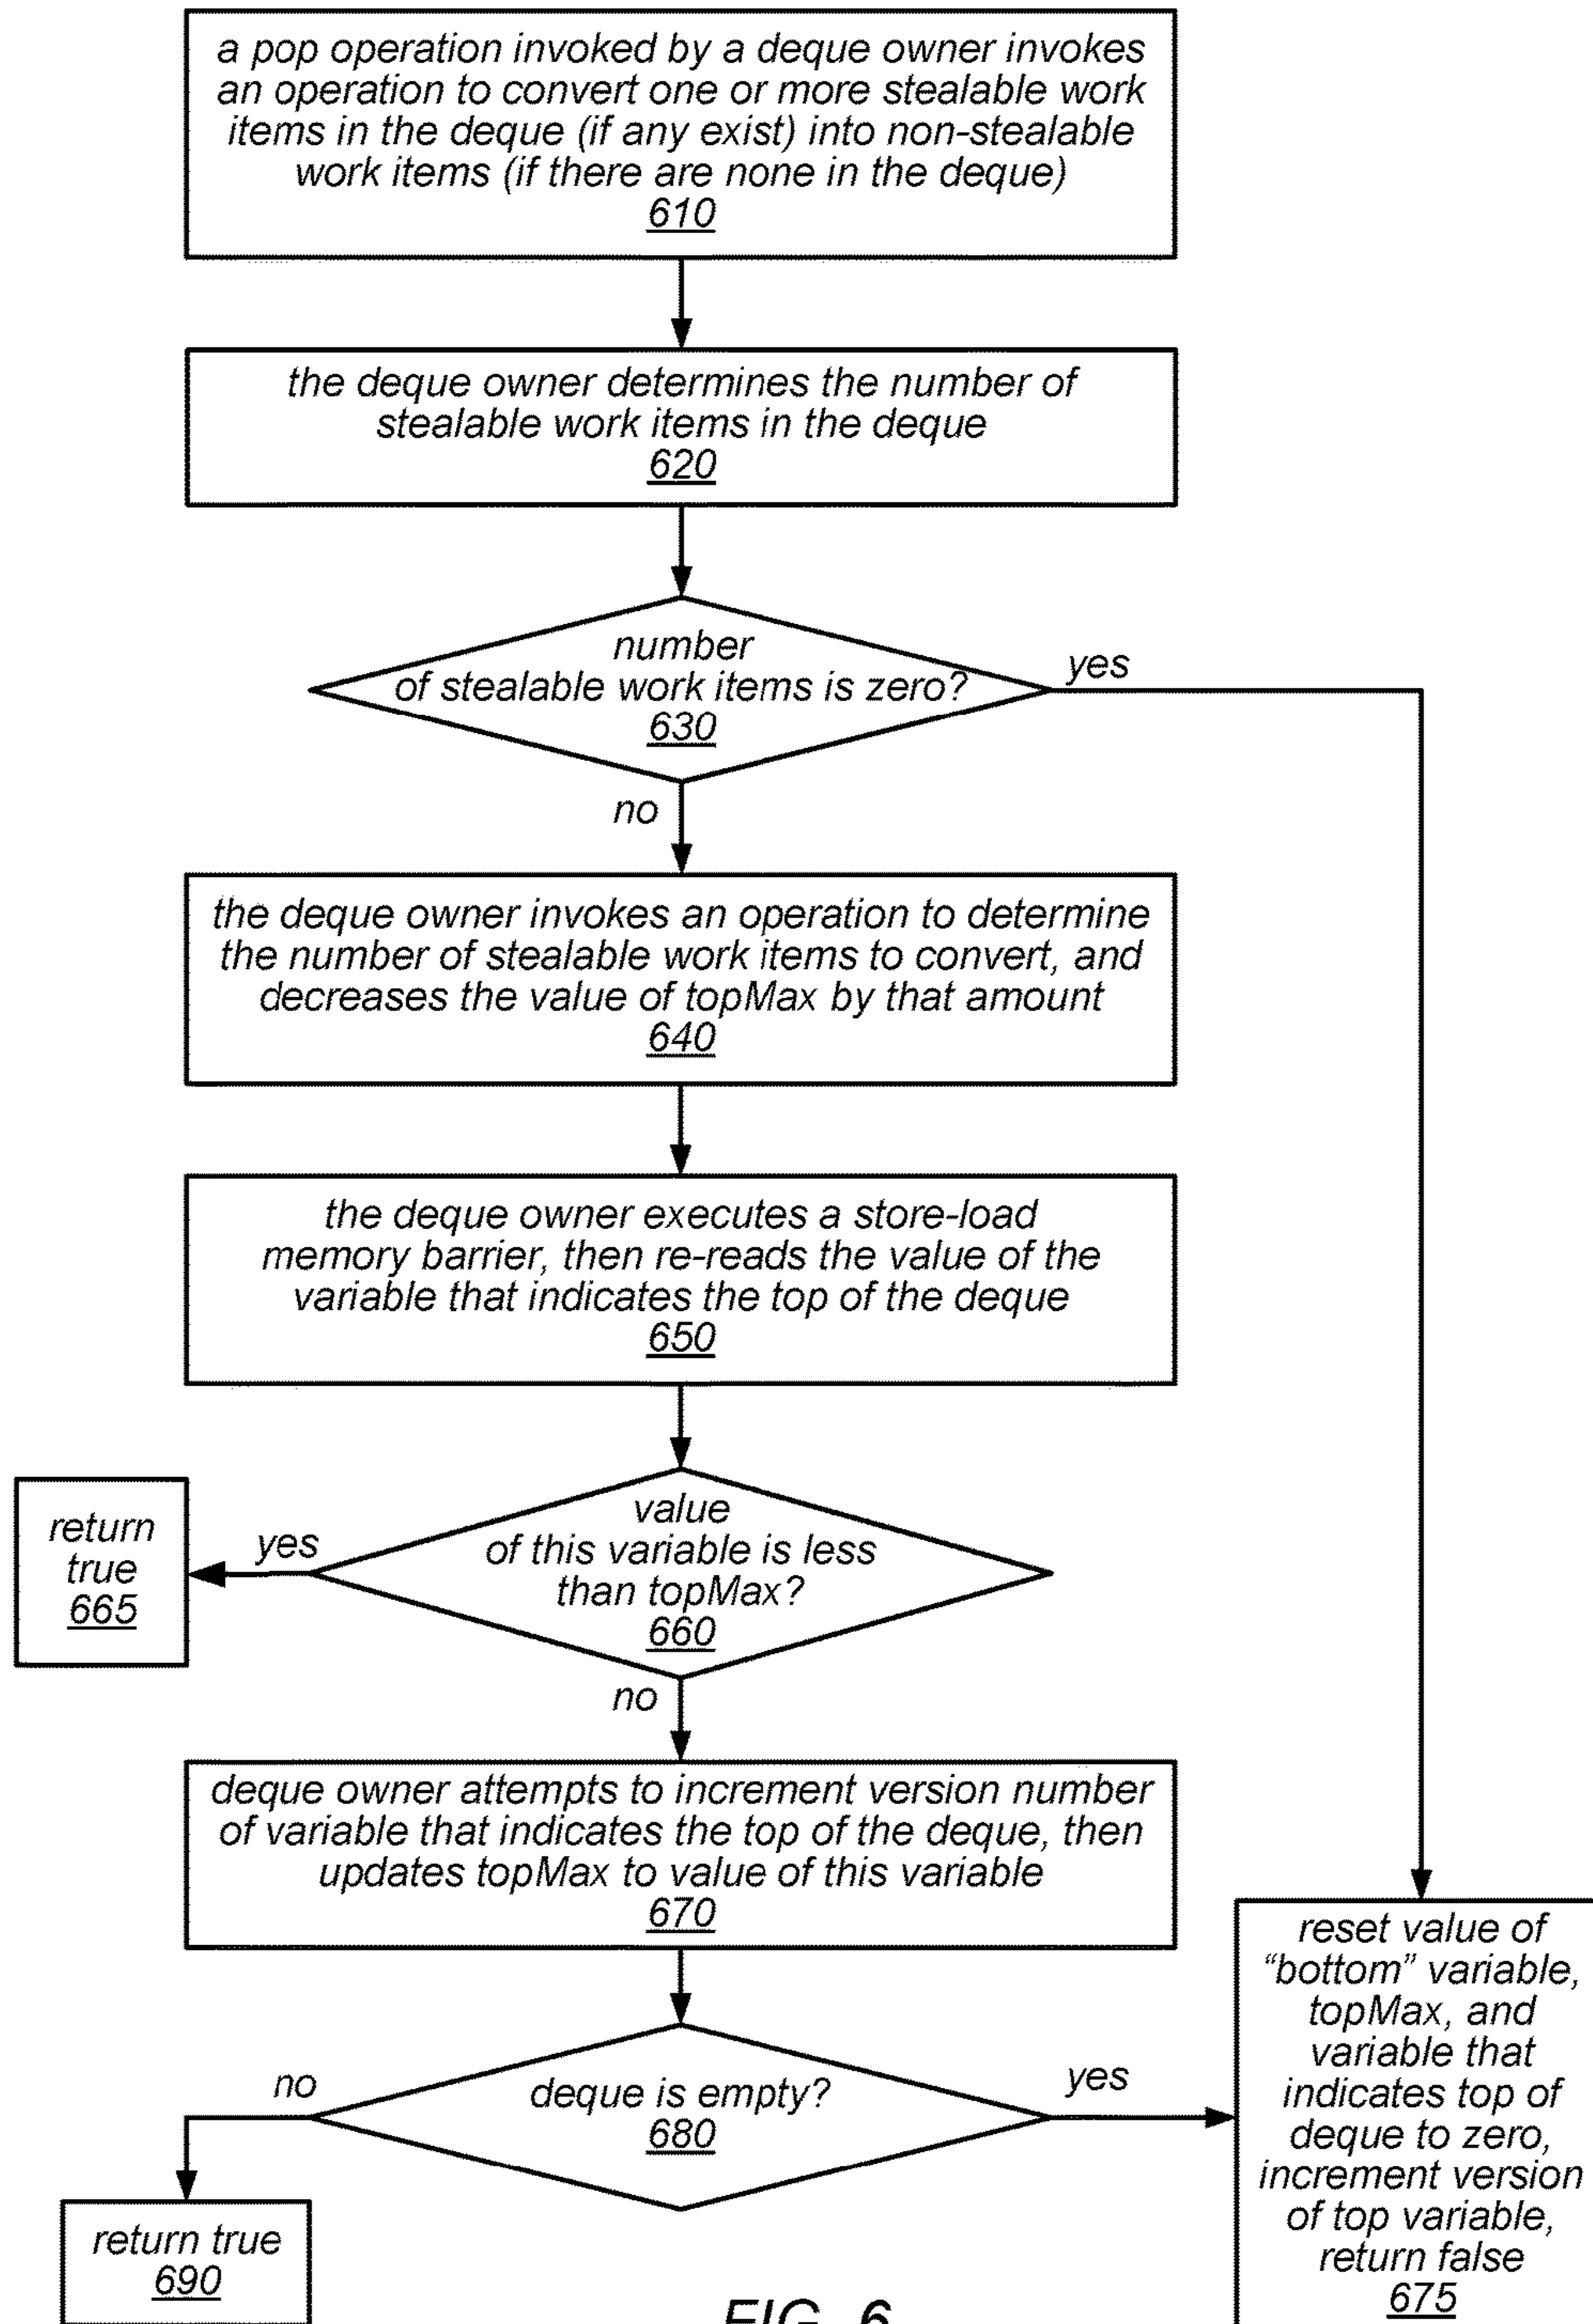 a pop operation invoked by a deque owner invokes
an operation to convert one or more stealable work
items in the deque (if any exist) into non-stealable
work items (if there are none in the deque)
610
the deque owner determines the number of
stealable work items in the deque
620
number
of stealable work items is zero?
630
yes
no
the deque owner invokes an operation to determine
the number of stealable work items to convert, and
decreases the value of topMax by that amount
640
the deque owner executes a store-load
memory barrier, then re-reads the value of the
variable that indicates the top of the deque
650
value
of this variable is less
than topMax?
660
yes
return
true
665
no
deque owner attempts to increment version number
of variable that indicates the top of the deque, then
updates topMax to value of this variable
670
deque is empty?
680
no
yes
return true
690
reset value of
“bottom” variable,
topMax, and
variable that
indicates top of
deque to zero,
increment version
of top variable,
return false
675
FIG. 6